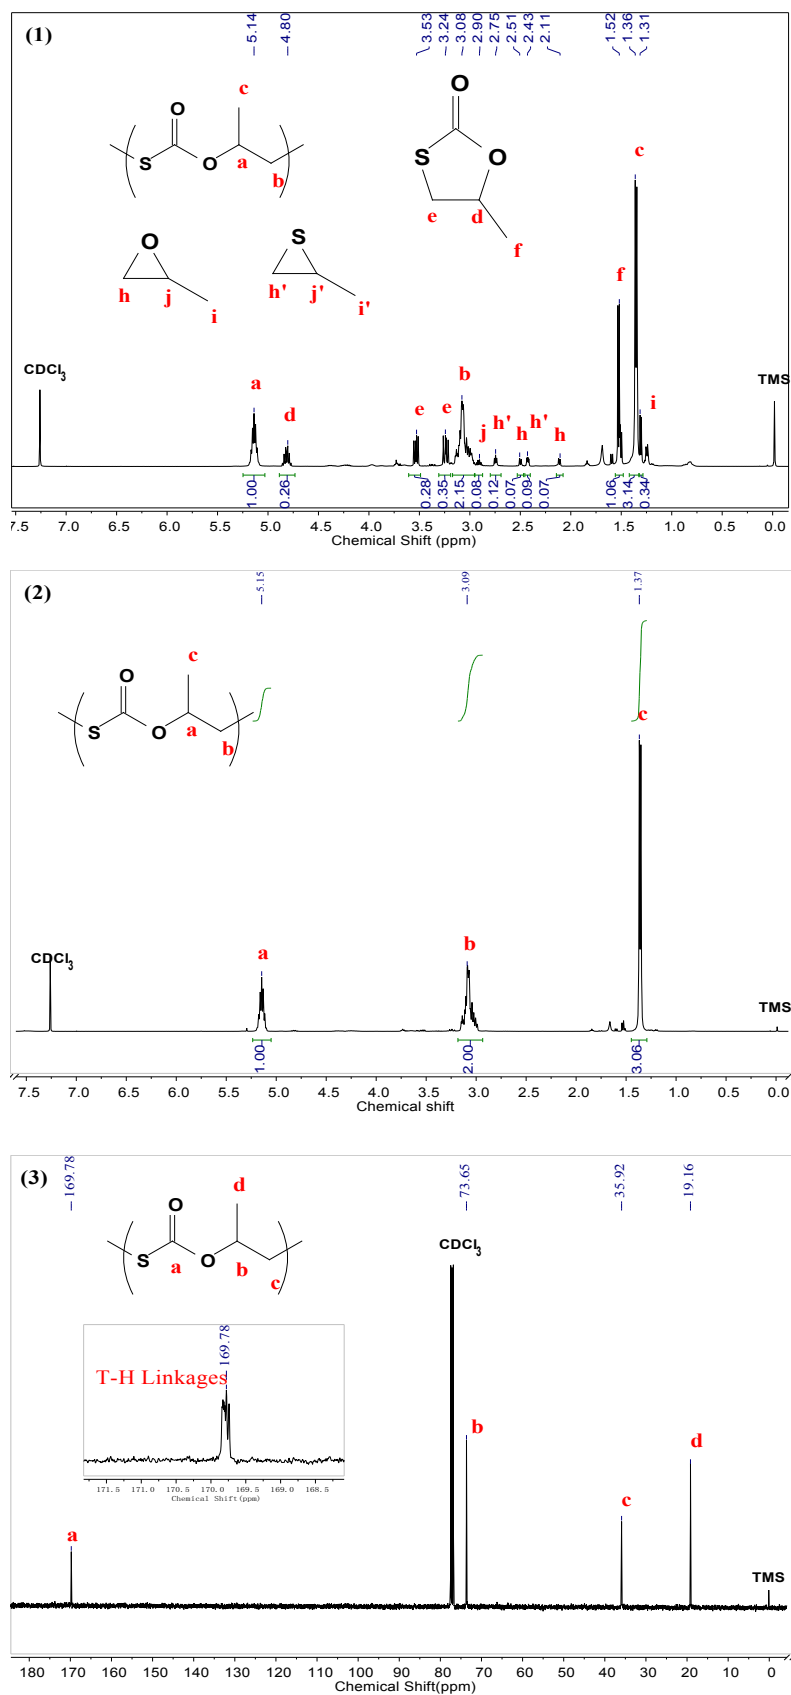 (1)
5.14
4.80
3.53
3.24
3.08
2.90
2.75
2.51
2.43
2.11
1.52
1.36
1.31
c
O
S
O
a
b
O
S
O
e
d
f
c
O
h
j
i
S
h'
j'
i'
f
CDCl3
TMS
a
d
e
e
b
j
h'
h
h'
h
i
1.00
0.26
0.28
0.35
2.15
0.08
0.12
0.07
0.09
0.07
1.06
3.14
0.34
7.5 7.0 6.5 6.0 5.5 5.0 4.5 4.0 3.5 3.0 2.5 2.0 1.5 1.0 0.5 0.0
Chemical Shift (ppm)
(2)
5.15
3.09
1.37
c
O
S
O
a
b
c
CDCl3
a
b
TMS
1.00
2.00
3.06
7.5 7.0 6.5 6.0 5.5 5.0 4.5 4.0 3.5 3.0 2.5 2.0 1.5 1.0 0.5 0.0
Chemical shift
(3)
169.78
73.65
35.92
19.16
d
O
S
O
a
b
c
CDCl3
169.78
T-H Linkages
171.5 171.0 170.5 170.0 169.5 169.0 168.5
Chemical Shift(ppm)
a
b
c
d
TMS
180 170 160 150 140 130 120 110 100 90 80 70 60 50 40 30 20 10 0
Chemical Shift(ppm)